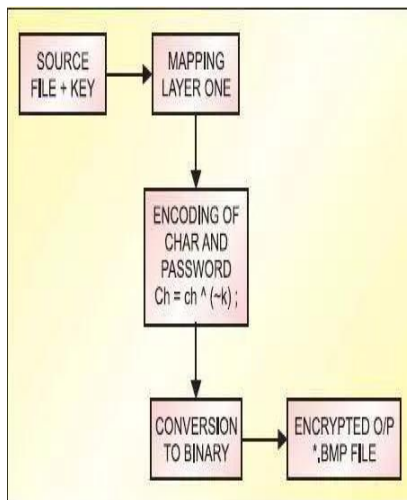 SOURCE
FILE + KEY
MAPPING
LAYER ONE
ENCODING OF
CHAR AND
PASSWORD
Ch = ch ^ (~k) ;
CONVERSION
TO BINARY
ENCRYPTED O/P
*,BMP FILE